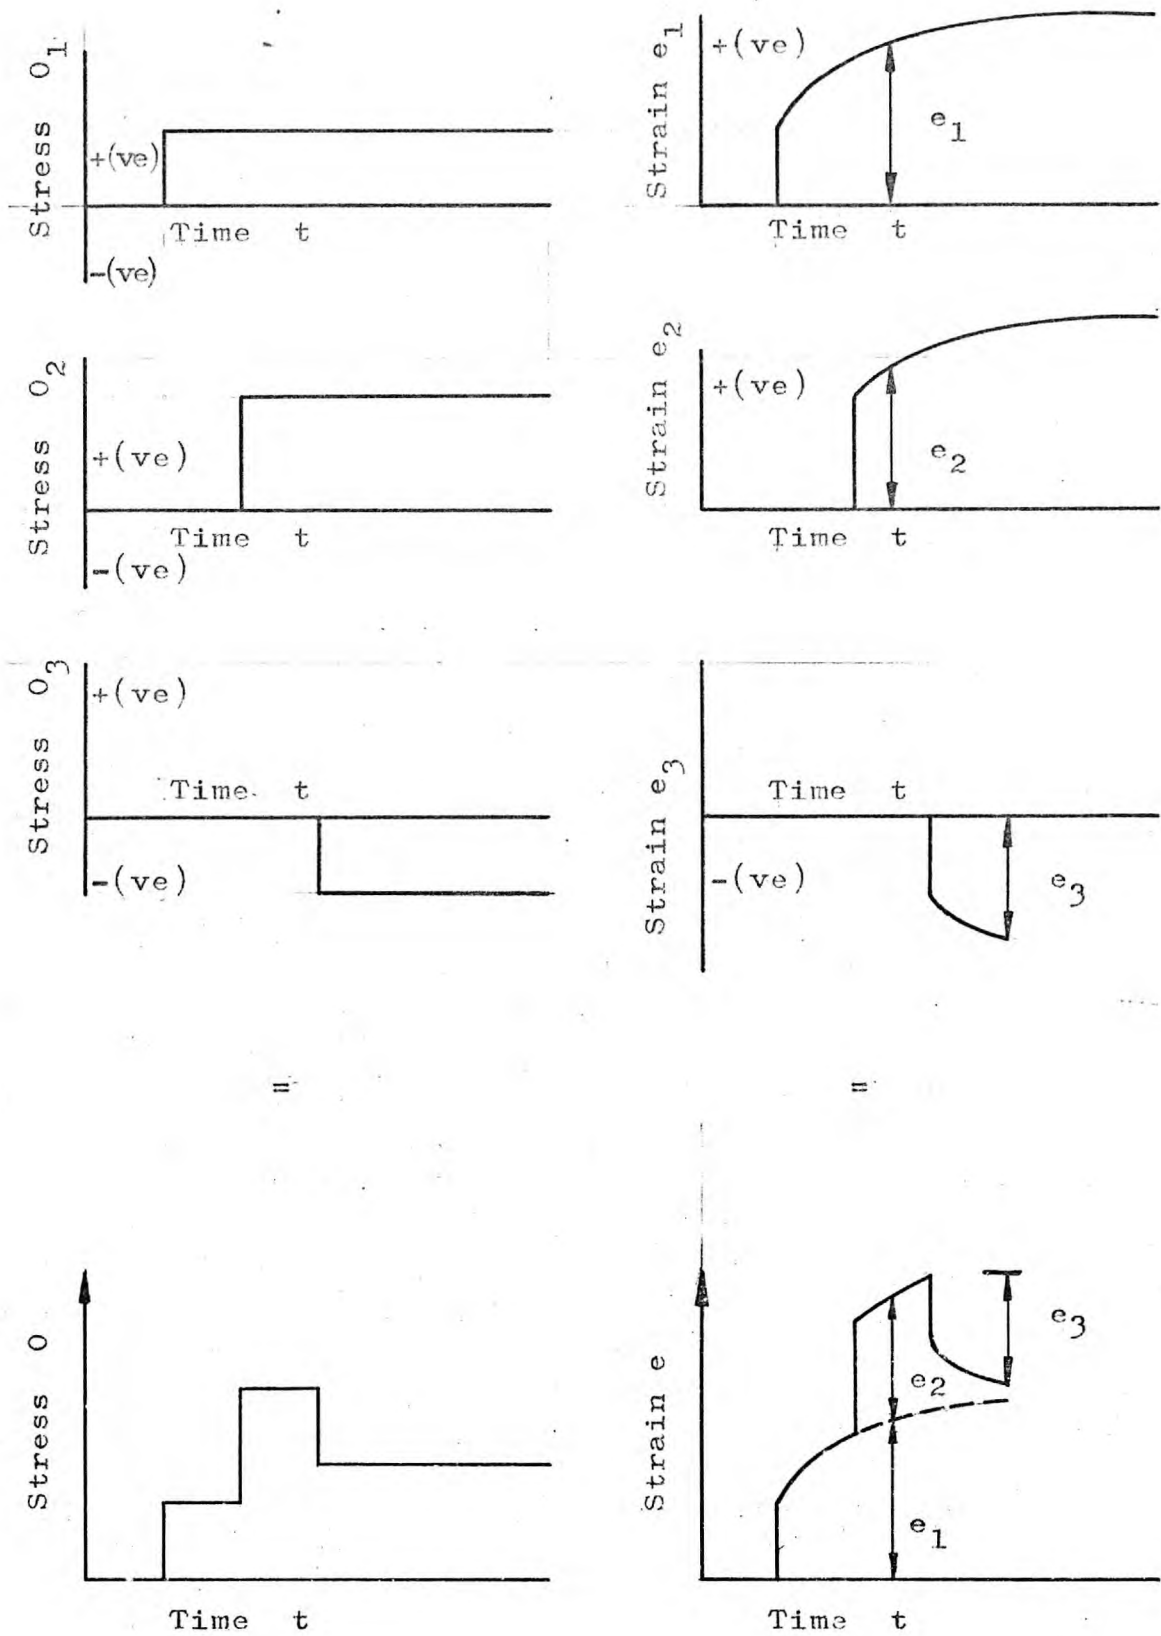 Stress O1
+(ve)
Time t
-(ve)
Strain e1
+(ve)
e1
Time t
Stress O2
+(ve)
Time t
-(ve)
Strain e2
+(ve)
e2
Time t
Stress O3
+(ve)
Time t
-(ve)
Strain e3
Time t
-(ve)
e3
=
=
Stress O
Time t
Strain e
e3
e2
e1
Time t